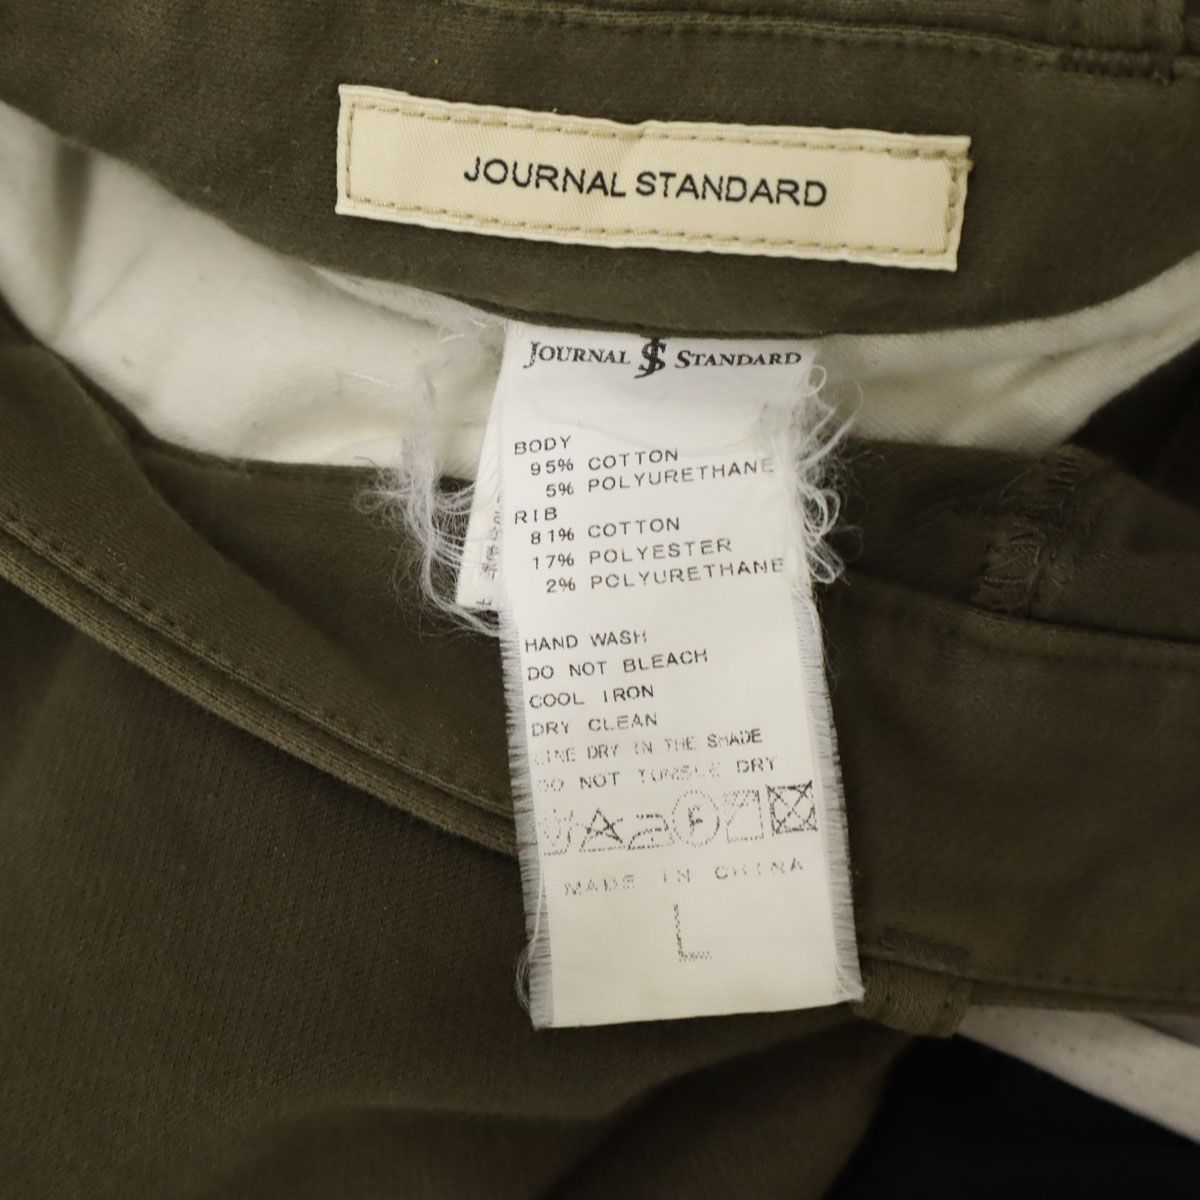 JOURNAL STANDARD
JOURNAL JS STANDARD
BODY
95% COTTON
5% POLYURETHANE
RIB
81% COTTON
17% POLYESTER
2% POLYURETHANE
HAND WASH
DO NOT BLEACH
COOL IRON
DRY CLEAN
LINE DRY IN THE SHADE
DO NOT TUMBLE DRY
F
MADE IN CHINA
L